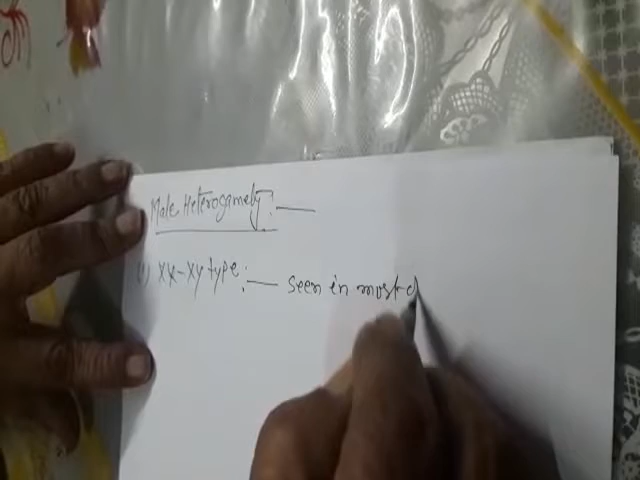 Male Heterogamety: —
(i) XX-XY type: — Seen in most o